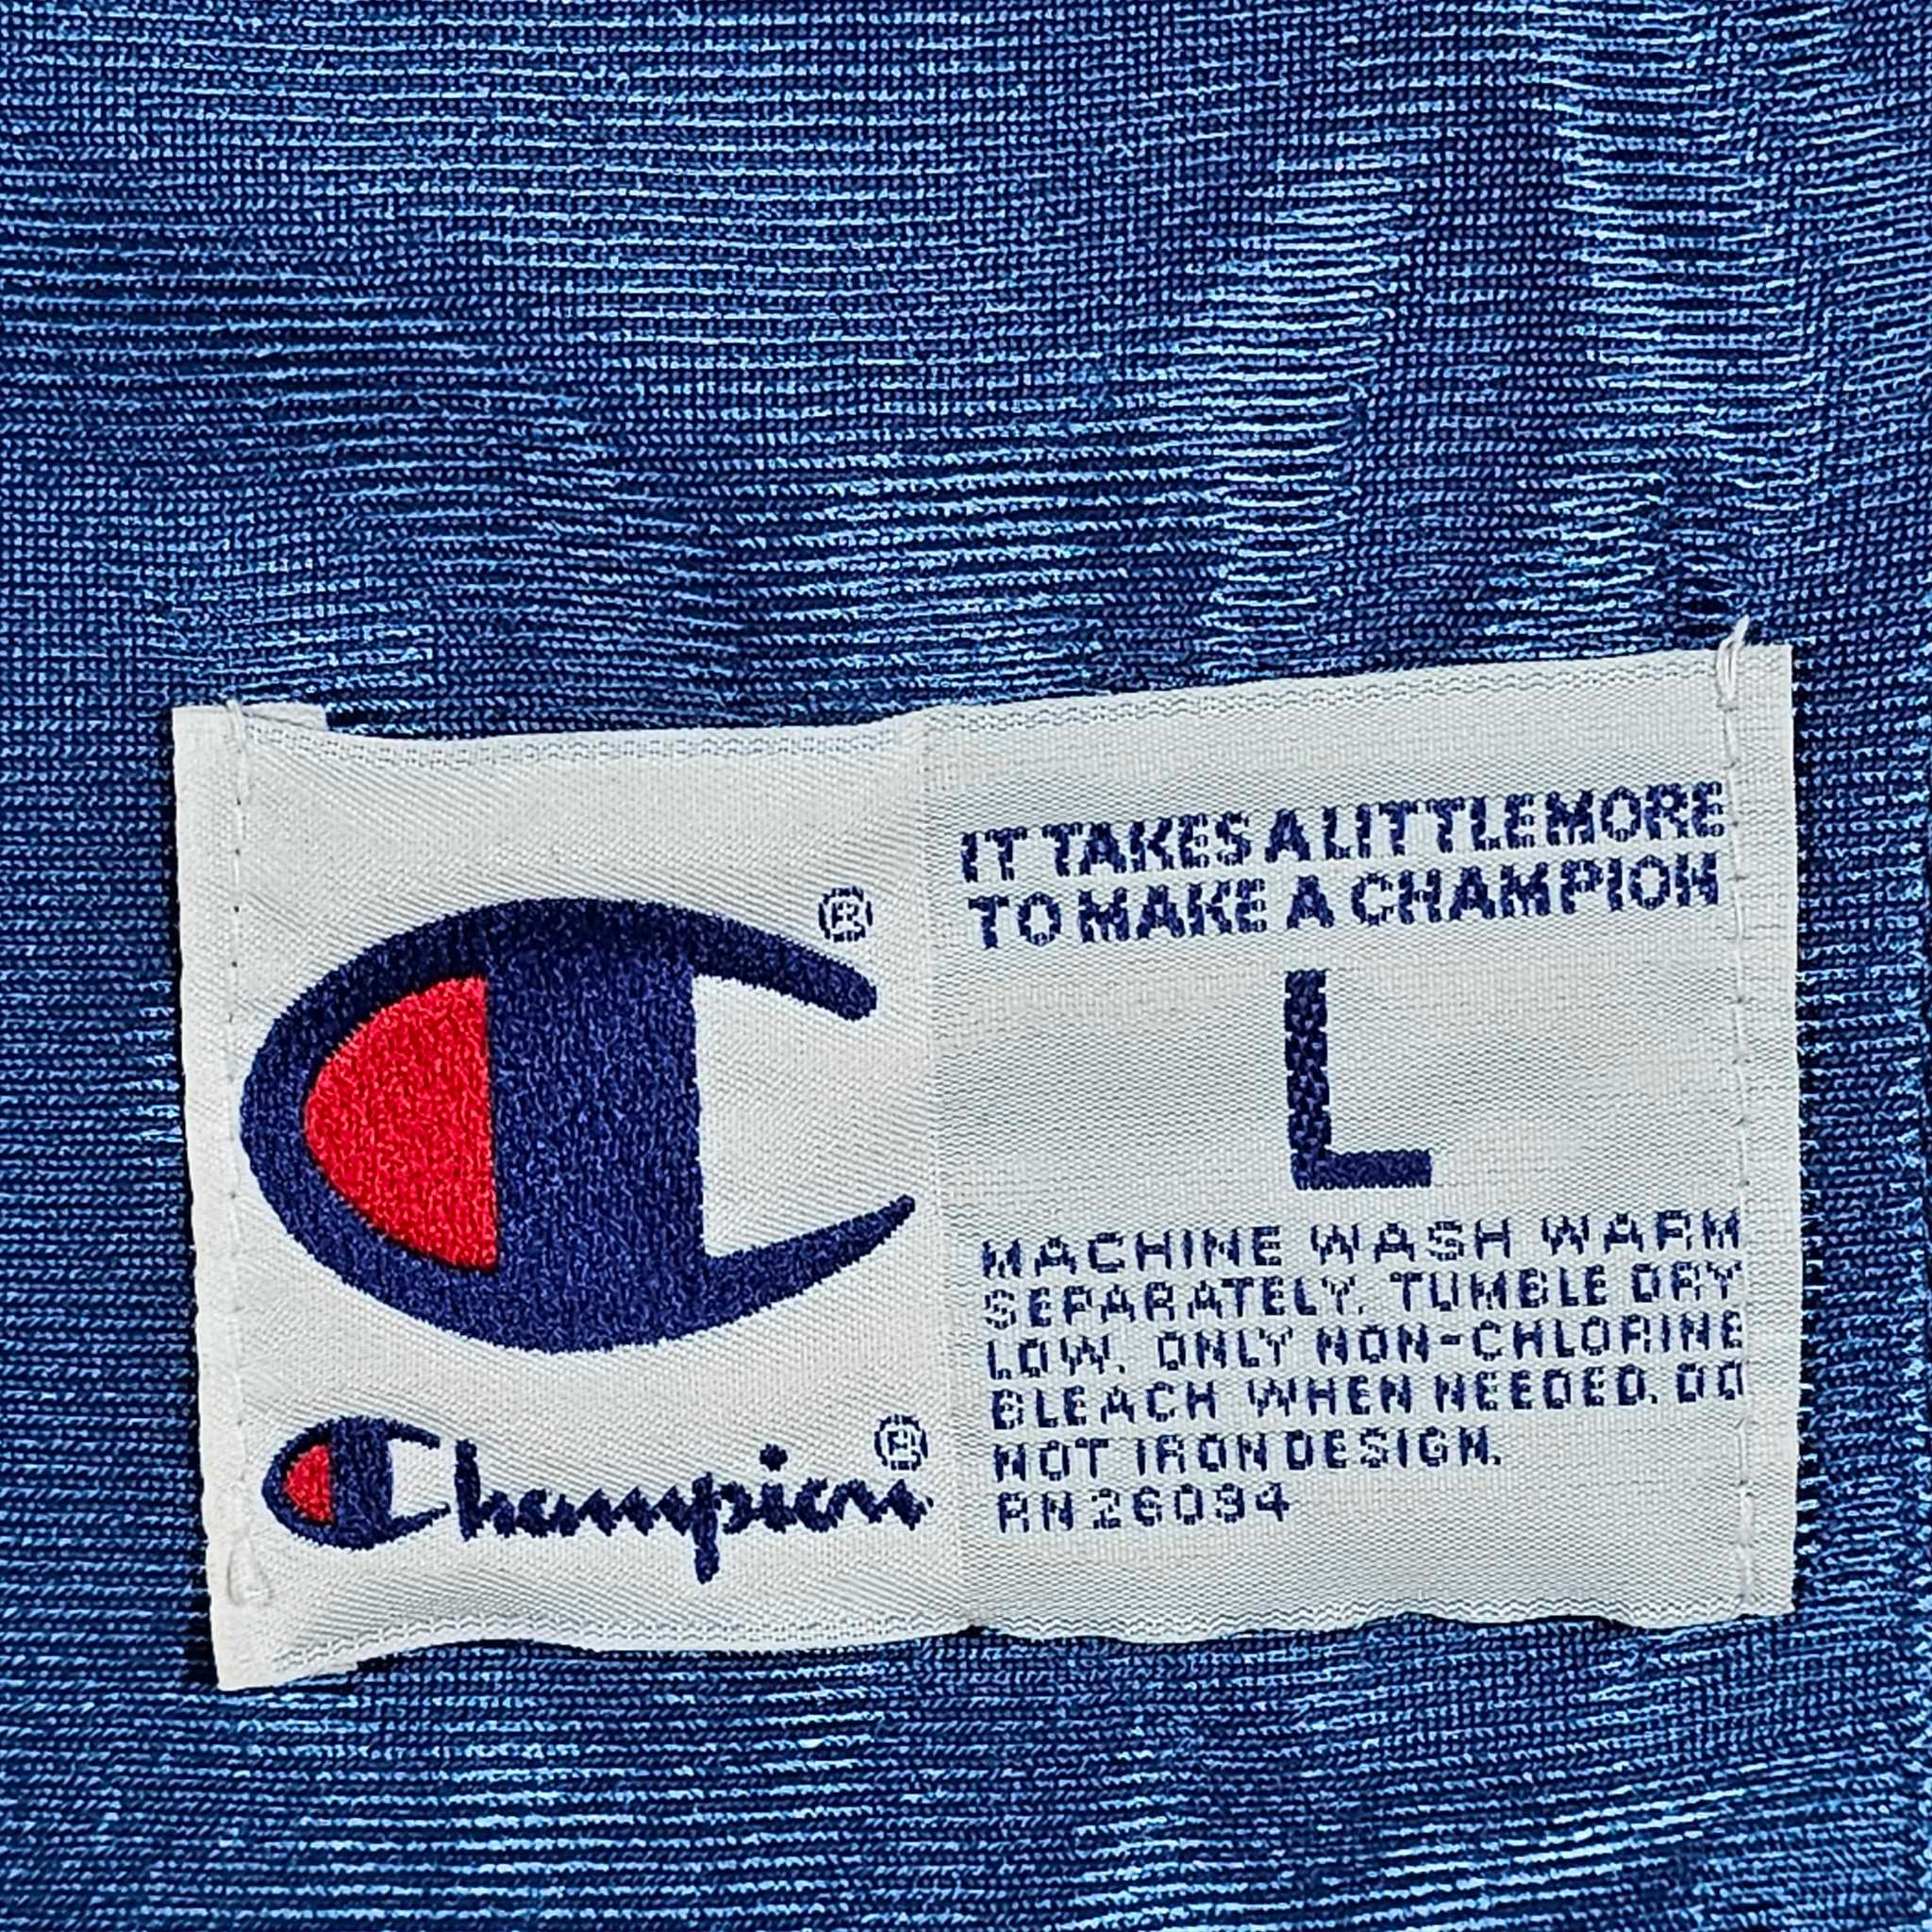 ®
Champion®
IT TAKES A LITTLE MORE
TO MAKE A CHAMPION
L
MACHINE WASH WARM
SEPARATELY. TUMBLE DRY
LOW. ONLY NON-CHLORINE
BLEACH WHEN NEEDED. DO
NOT IRON DESIGN.
RN 26094